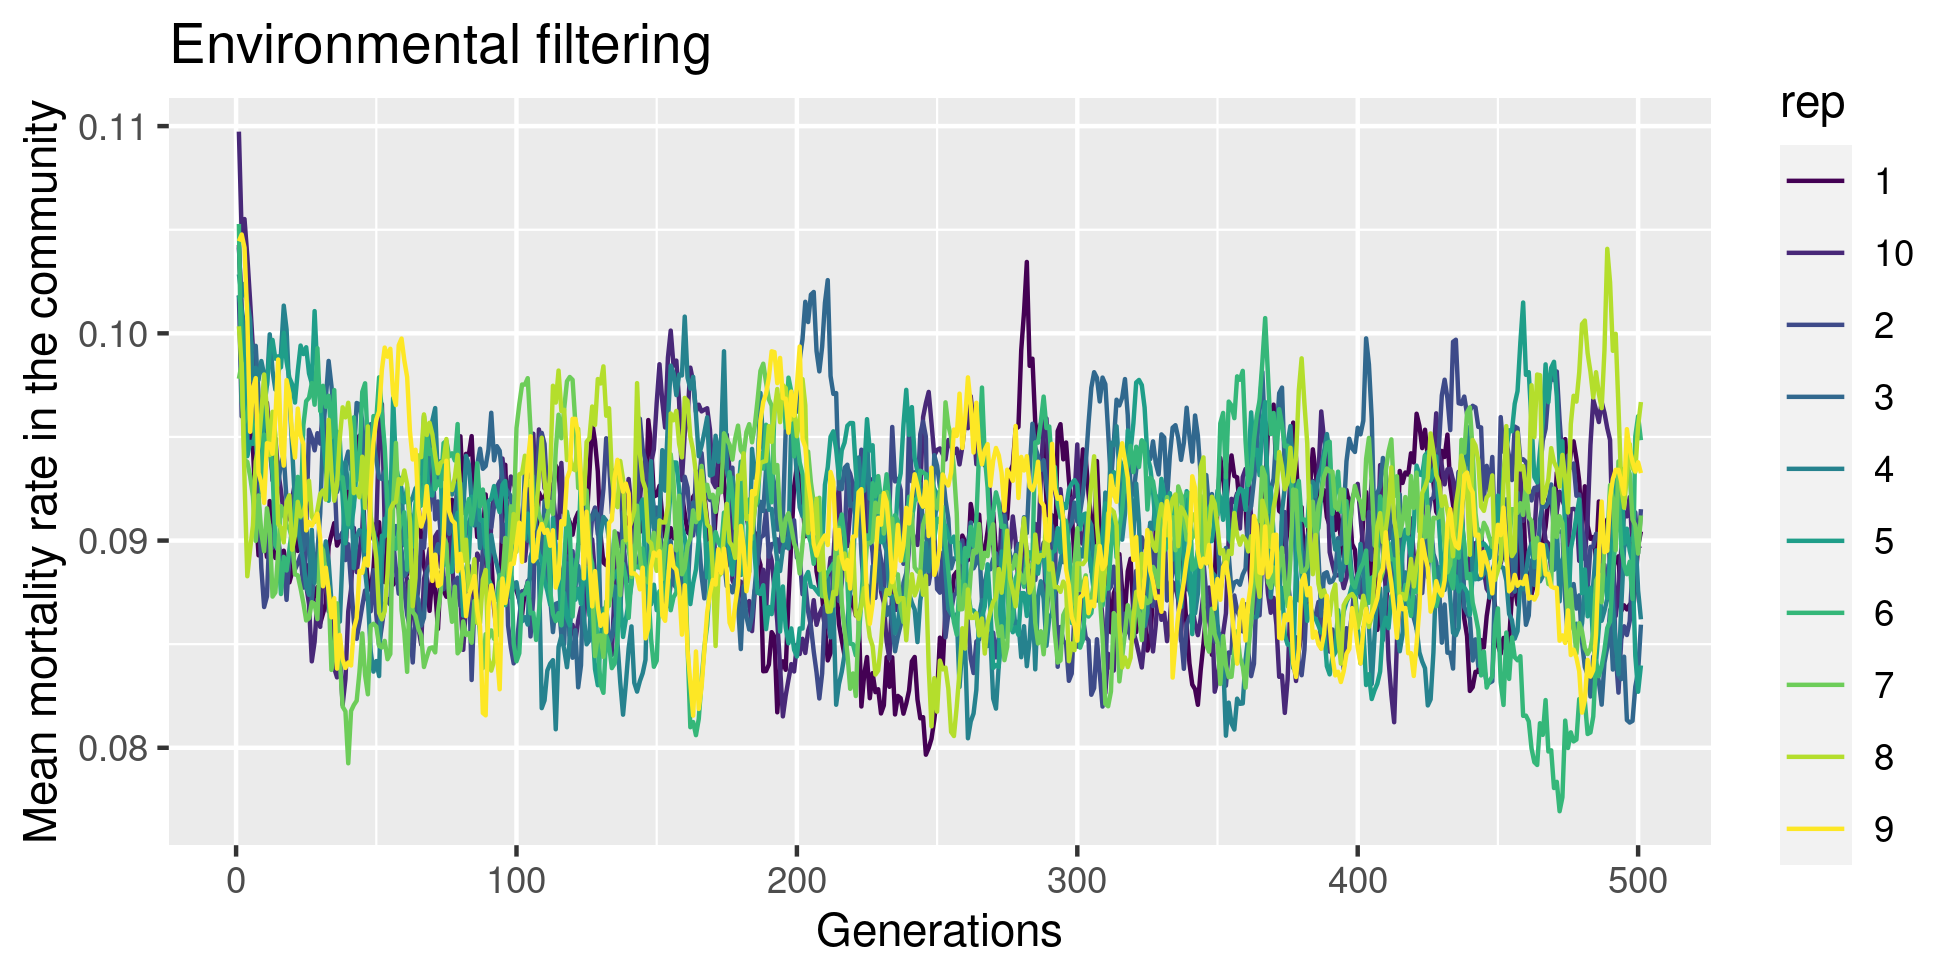 Environmental filtering
Mean mortality rate in the community
0.11
0.10
0.09
0.08
0 100 200 300 400 500
Generations
rep
1
10
2
3
4
5
6
7
8
9